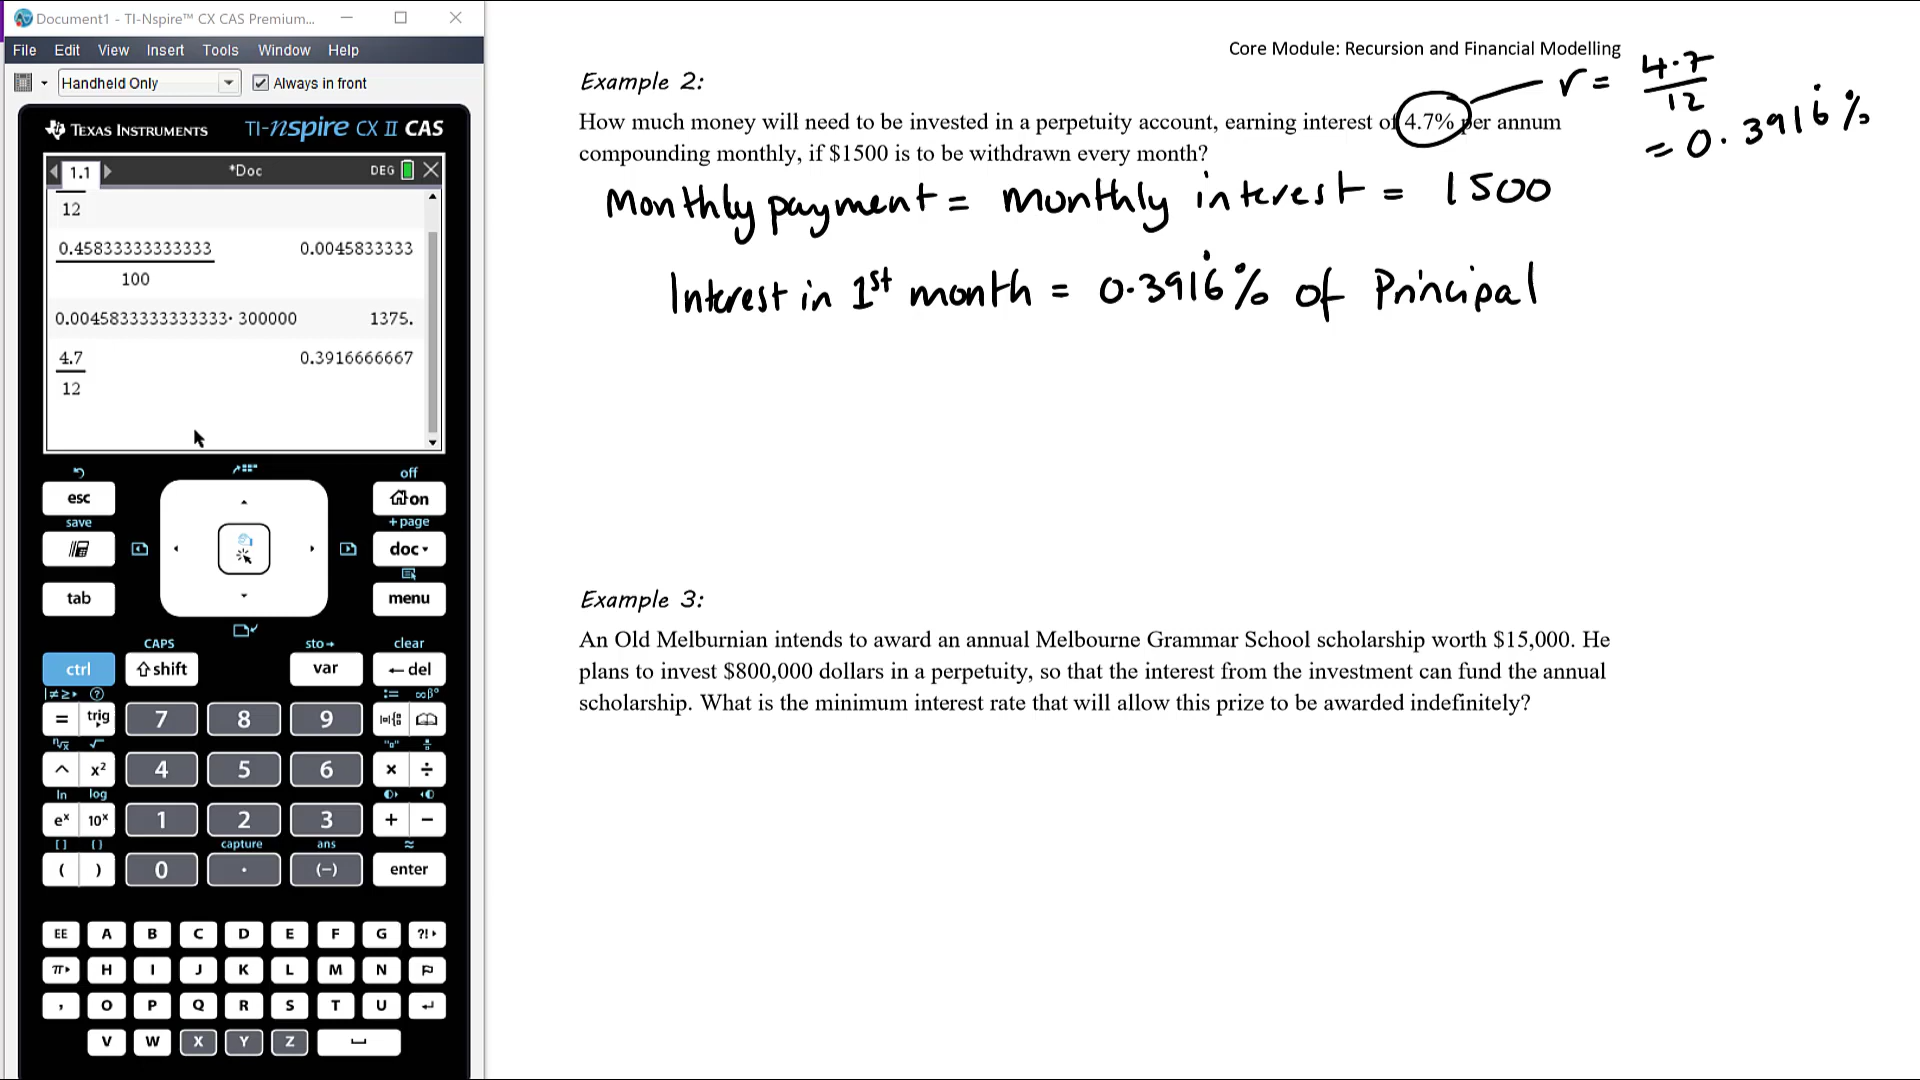 Document1 - TI-Nspire™ CX CAS Premium...
File Edit View Insert Tools Window Help
Handheld Only Always in front
TEXAS INSTRUMENTS TI-nspire CX II CAS
1.1 *Doc DEG
12
0.45833333333333 0.0045833333
100
0.0045833333333333·300000 1375.
4.7 0.3916666667
12
off
esc on
save + page
doc
tab menu
CAPS sto→ clear
ctrl shift var ← del
|≠≥▸ ? := ∞β°
= trig 7 8 9
ⁿ√x √
^ x² 4 5 6 × ÷
ln log
eˣ 10ˣ 1 2 3 + −
[ ] { } capture ans ≈
( ) 0 . (−) enter
EE A B C D E F G ?!▸
π▸ H I J K L M N
, O P Q R S T U ↵
V W X Y Z
Core Module: Recursion and Financial Modelling
Example 2:
r = 4.7/12
How much money will need to be invested in a perpetuity account, earning interest of 4.7% per annum
= 0.3916̇%
compounding monthly, if $1500 is to be withdrawn every month?
Monthly payment = monthly interest = 1500
Interest in 1st month = 0.3916̇% of Principal
Example 3:
An Old Melburnian intends to award an annual Melbourne Grammar School scholarship worth $15,000. He
plans to invest $800,000 dollars in a perpetuity, so that the interest from the investment can fund the annual
scholarship. What is the minimum interest rate that will allow this prize to be awarded indefinitely?